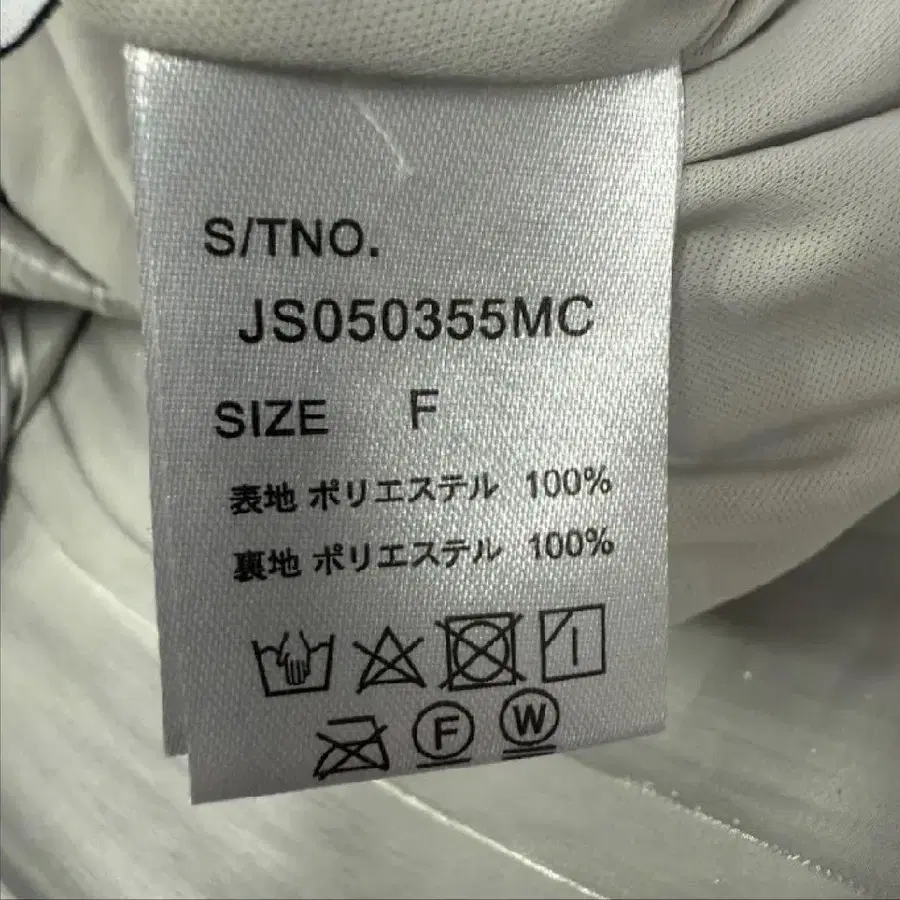 S/TNO.
JS050355MC
SIZE F
表地 ポリエステル 100%
裏地 ポリエステル 100%
F W